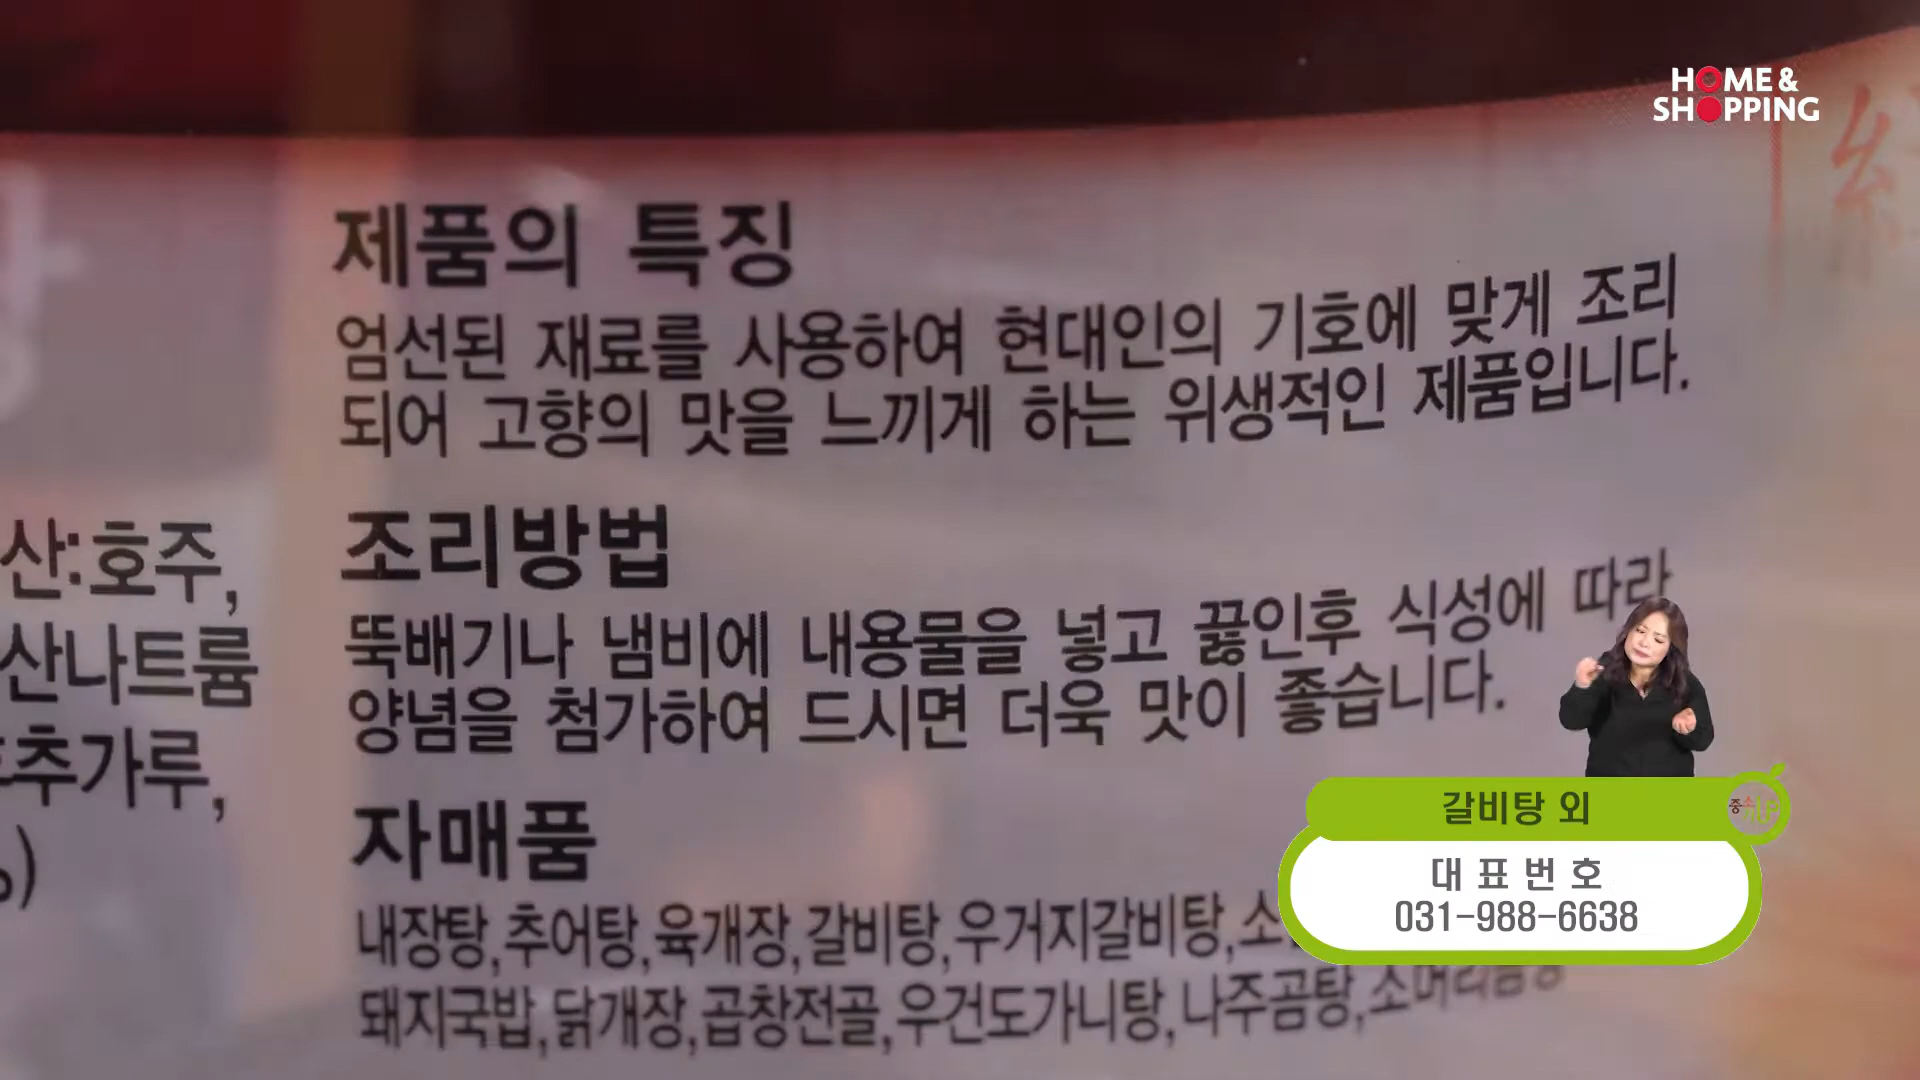 HOME&
SHOPPING
제품의 특징
엄선된 재료를 사용하여 현대인의 기호에 맞게 조리
되어 고향의 맛을 느끼게 하는 위생적인 제품입니다.
산:호주,
산나트륨
추가루,
조리방법
뚝배기나 냄비에 내용물을 넣고 끓인후 식성에 따라
양념을 첨가하여 드시면 더욱 맛이 좋습니다.
자매품
내장탕,추어탕,육개장,갈비탕,우거지갈비탕,소
돼지국밥,닭개장,곱창전골,우건도가니탕,나주곰탕,소머리곰탕
갈비탕 외
대표번호
031-988-6638